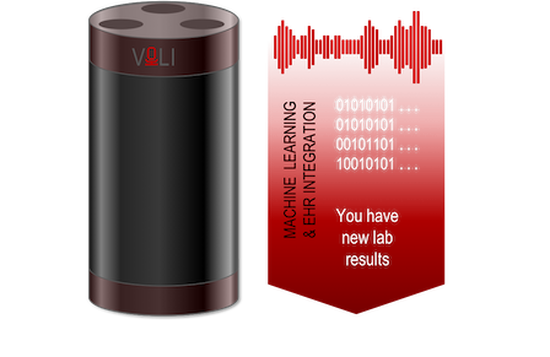 VOLI
MACHINE LEARNING
& EHR INTEGRATION
01010101 ...
01010101 ...
00101101 ...
10010101 ...
You have
new lab
results